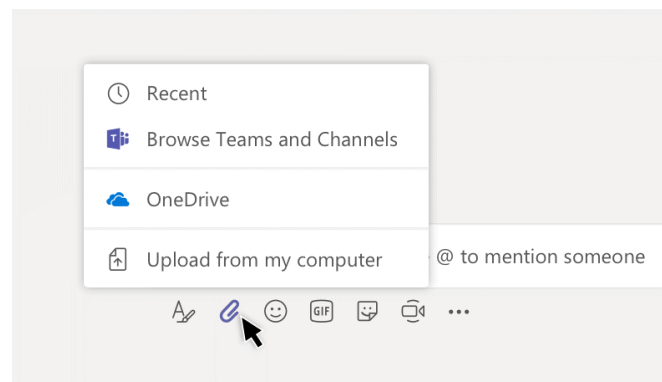 Recent
Browse Teams and Channels
OneDrive
Upload from my computer
@ to mention someone
GIF